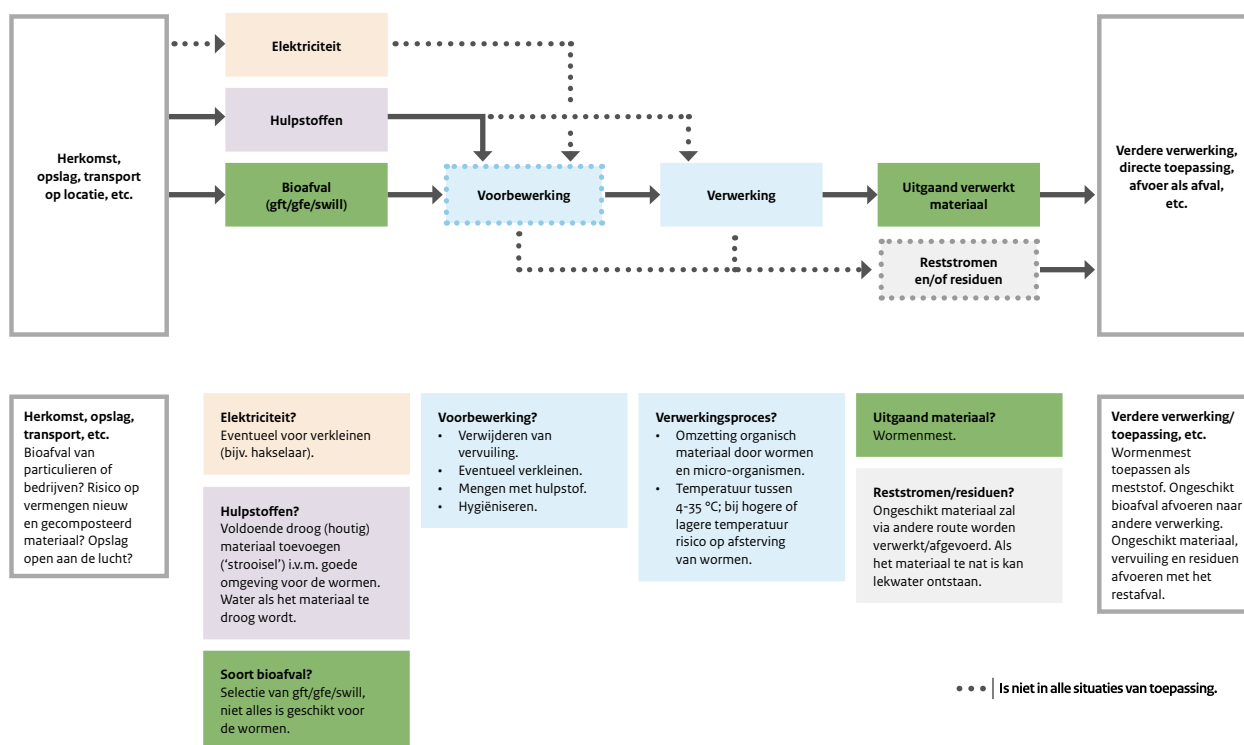 Herkomst,
opslag, transport
op locatie, etc.
Elektriciteit
Hulpstoffen
Bioafval
(gft/gfe/swill)
Voorbewerking
Verwerking
Uitgaand verwerkt
materiaal
Reststromen
en/of residuen
Verdere verwerking,
directe toepassing,
afvoer als afval,
etc.
Herkomst, opslag,
transport, etc.
Bioafval van
particulieren of
bedrijven? Risico op
vermengen nieuw
en gecomposteerd
materiaal? Opslag
open aan de lucht?
Elektriciteit?
Eventueel voor verkleinen
(bijv. hakselaar).
Hulpstoffen?
Voldoende droog (houtig)
materiaal toevoegen
(‘strooisel’) i.v.m. goede
omgeving voor de wormen.
Water als het materiaal te
droog wordt.
Soort bioafval?
Selectie van gft/gfe/swill,
niet alles is geschikt voor
de wormen.
Voorbewerking?
• Verwijderen van
vervuiling.
• Eventueel verkleinen.
• Mengen met hulpstof.
• Hygiëniseren.
Verwerkingsproces?
• Omzetting organisch
materiaal door wormen
en micro-organismen.
• Temperatuur tussen
4-35 °C; bij hogere of
lagere temperatuur
risico op afsterving
van wormen.
Uitgaand materiaal?
Wormenmest.
Reststromen/residuen?
Ongeschikt materiaal zal
via andere route worden
verwerkt/afgevoerd. Als
het materiaal te nat is kan
lekwater ontstaan.
Verdere verwerking/
toepassing, etc.
Wormenmest
toepassen als
meststof. Ongeschikt
bioafval afvoeren naar
andere verwerking.
Ongeschikt materiaal,
vervuiling en residuen
afvoeren met het
restafval.
Is niet in alle situaties van toepassing.